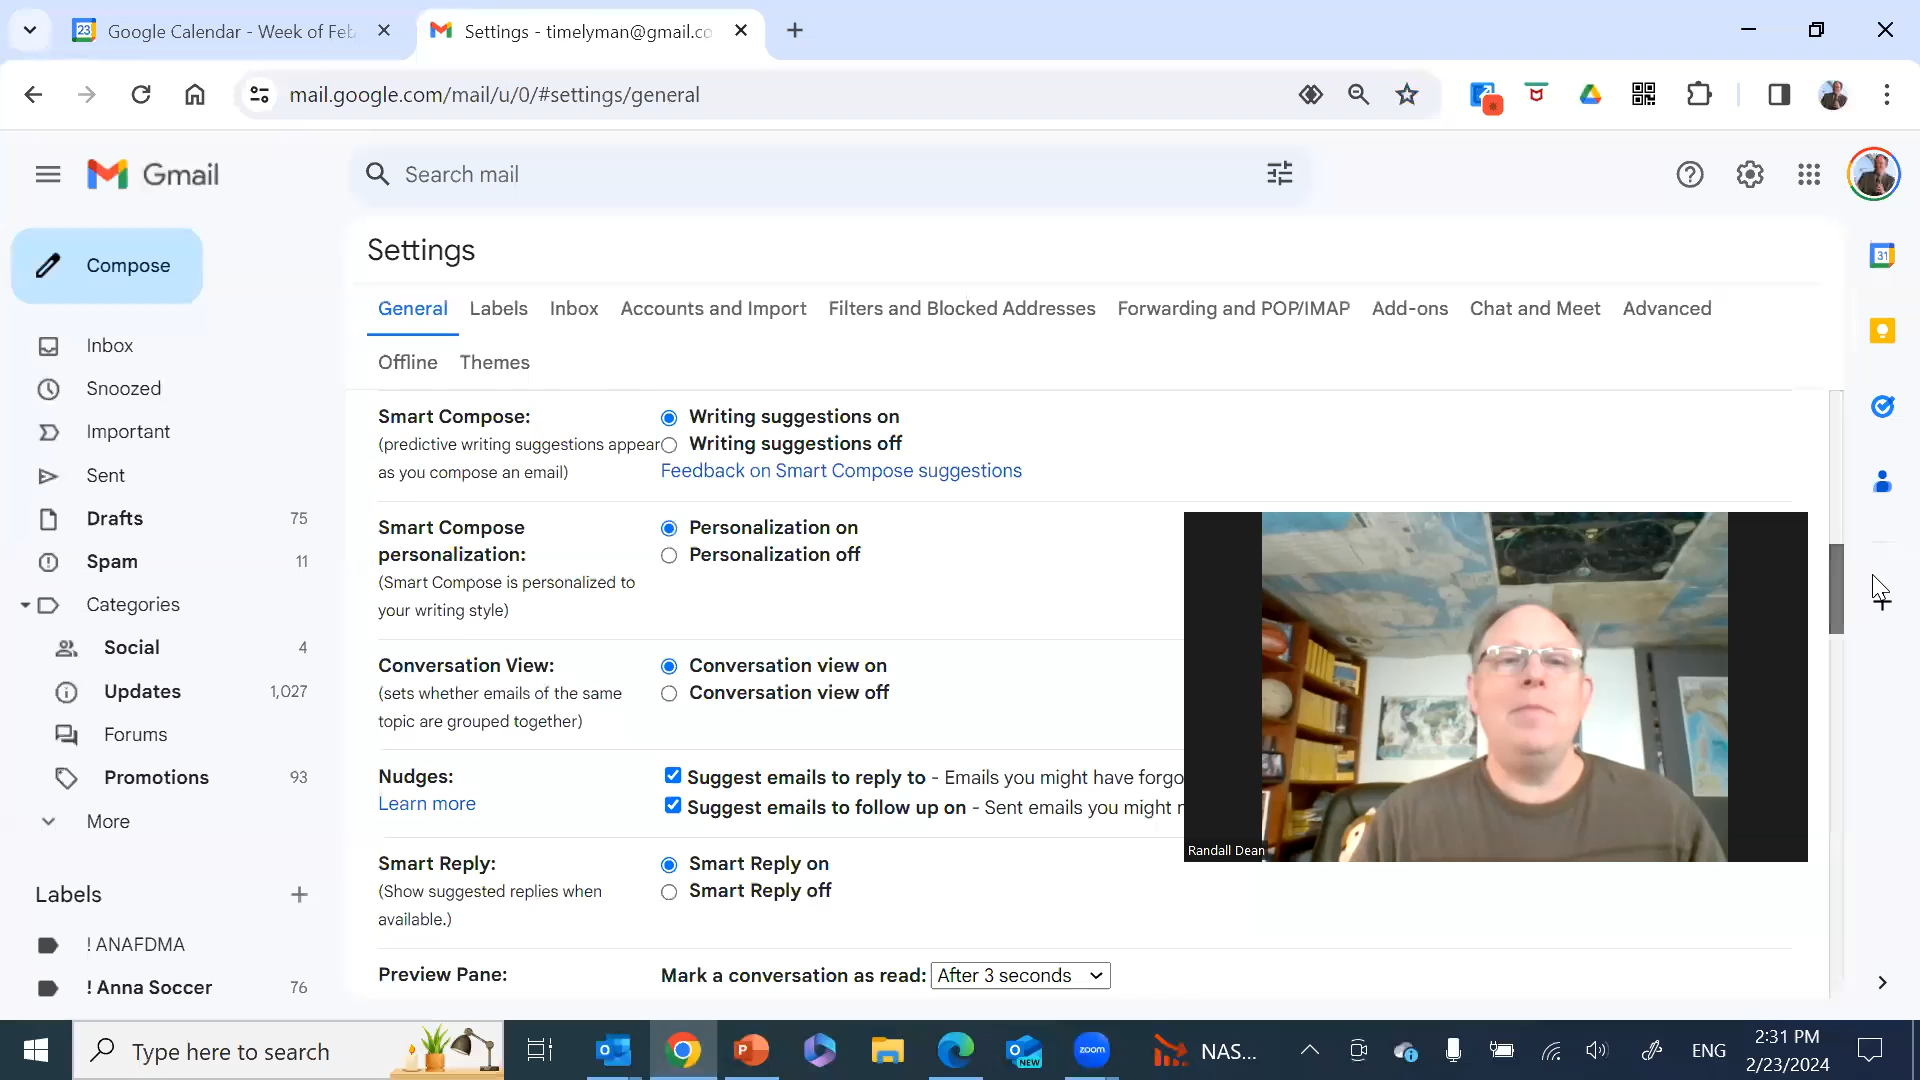 Google Calendar - Week of Feb
Settings - timelyman@gmail.co
mail.google.com/mail/u/0/#settings/general
Gmail
Search mail
Compose
Inbox
Snoozed
Important
Sent
Drafts 75
Spam 11
Categories
Social 4
Updates 1,027
Forums
Promotions 93
More
Labels
! ANAFDMA
! Anna Soccer 76
Settings
General Labels Inbox Accounts and Import Filters and Blocked Addresses Forwarding and POP/IMAP Add-ons Chat and Meet Advanced
Offline Themes
Smart Compose:
(predictive writing suggestions appear
as you compose an email)
Writing suggestions on
Writing suggestions off
Feedback on Smart Compose suggestions
Smart Compose
personalization:
(Smart Compose is personalized to
your writing style)
Personalization on
Personalization off
Conversation View:
(sets whether emails of the same
topic are grouped together)
Conversation view on
Conversation view off
Nudges:
Learn more
Suggest emails to reply to - Emails you might have forgo
Suggest emails to follow up on - Sent emails you might
Smart Reply:
(Show suggested replies when
available.)
Smart Reply on
Smart Reply off
Preview Pane:
Mark a conversation as read: After 3 seconds
Randall Dean
31
23
Type here to search
NEW
zoom
NAS...
ENG
2:31 PM
2/23/2024